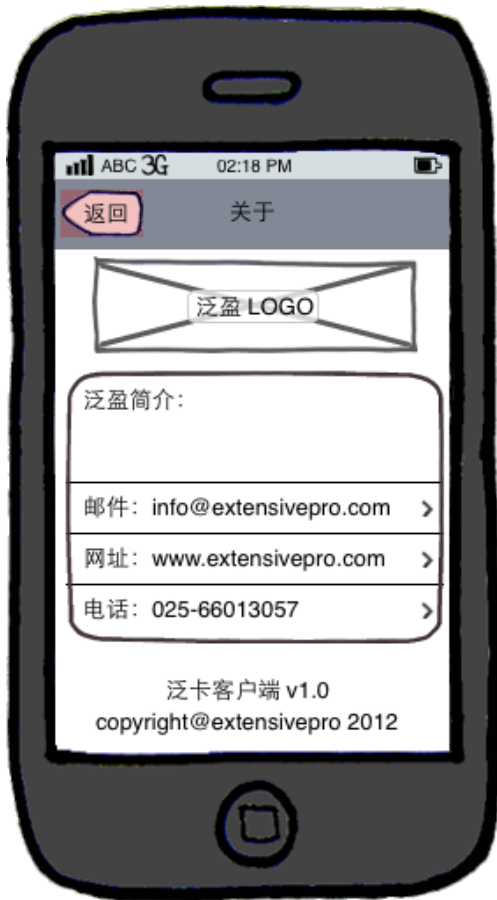 ABC 3G 02:18 PM
返回 关于
泛盈 LOGO
泛盈简介：
邮件：info@extensivepro.com
网址：www.extensivepro.com
电话：025-66013057
泛卡客户端 v1.0
copyright@extensivepro 2012